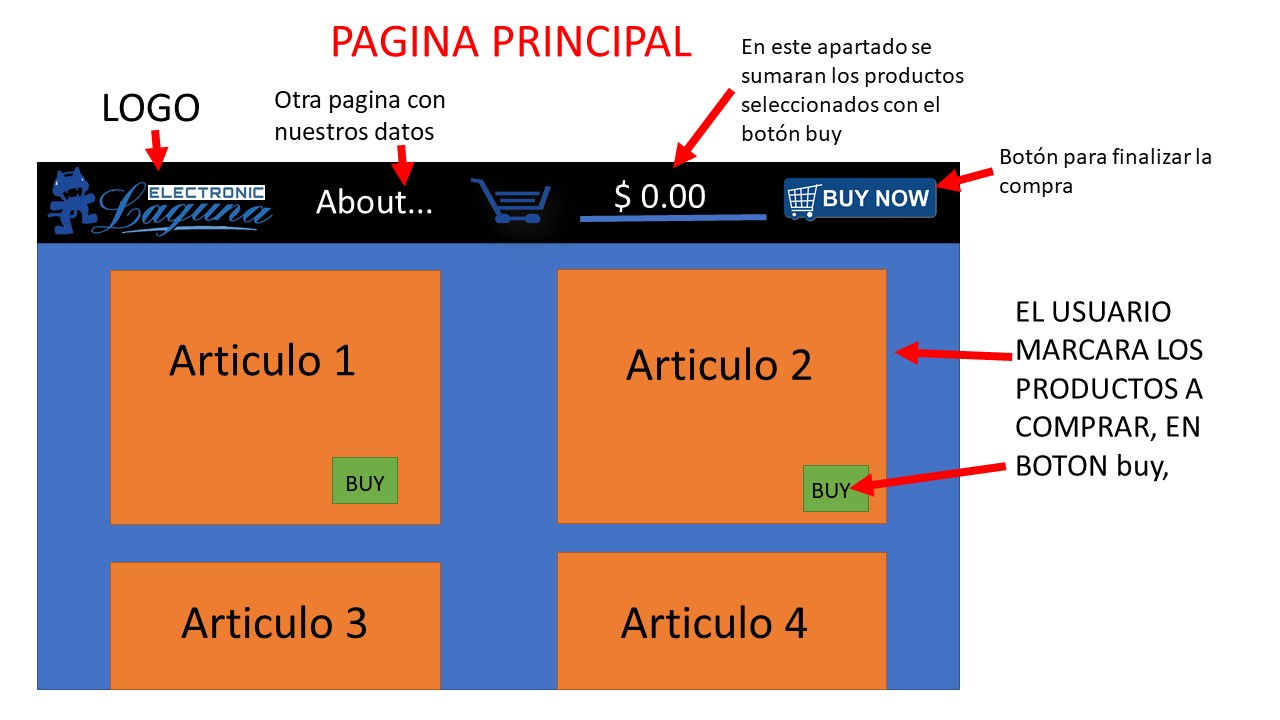 PAGINA PRINCIPAL
En este apartado se
sumaran los productos
seleccionados con el
botón buy
LOGO
Otra pagina con
nuestros datos
Botón para finalizar la
compra
ELECTRONIC
Laguna
About...
$ 0.00
BUY NOW
Articulo 1
BUY
Articulo 2
BUY
EL USUARIO
MARCARA LOS
PRODUCTOS A
COMPRAR, EN
BOTON buy,
Articulo 3
Articulo 4